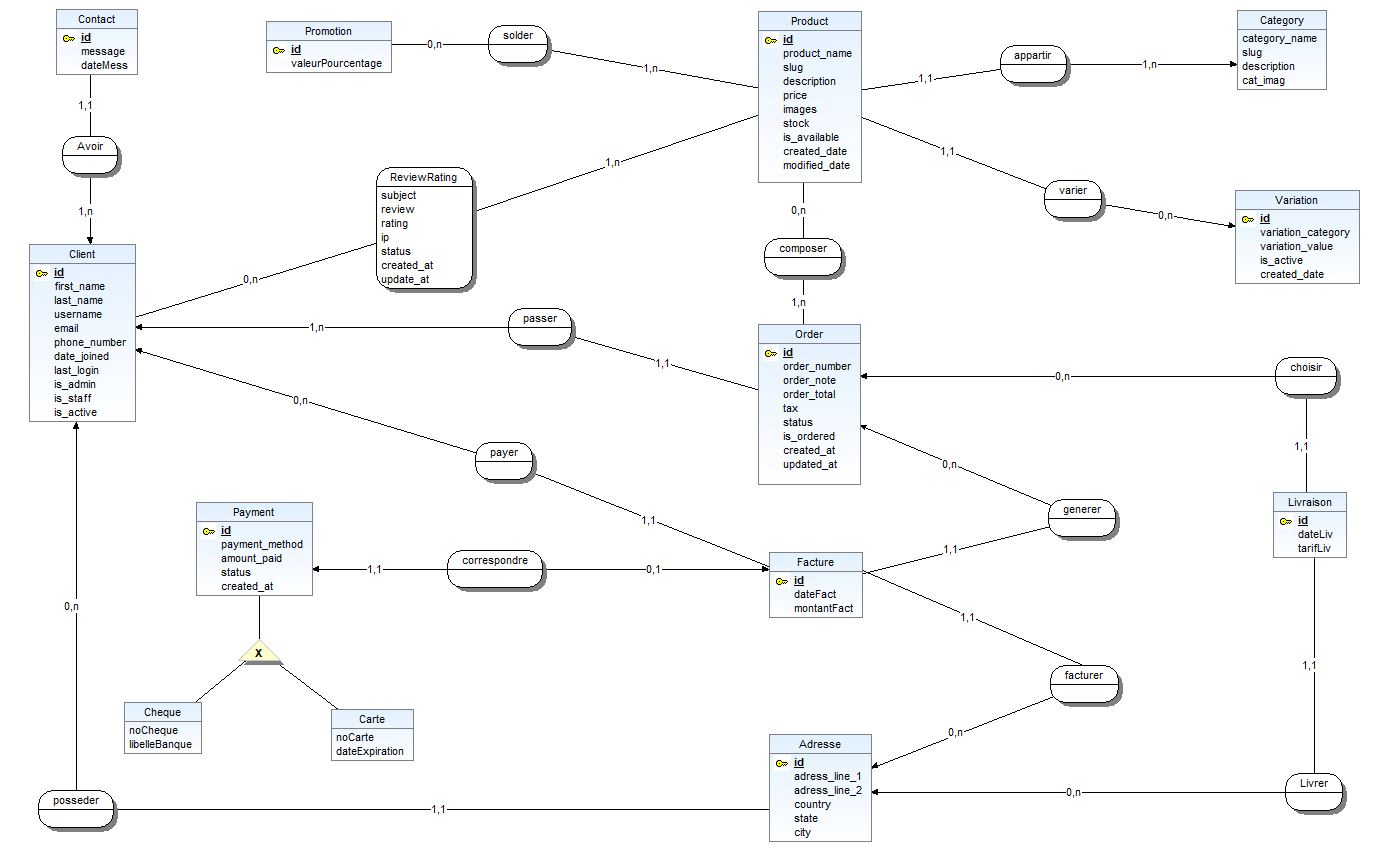 Contact
id
message
dateMess
1,1
Avoir
1,n
Promotion
id
valeurPourcentage
0,n
solder
1,n
Product
id
product_name
slug
description
price
images
stock
is_available
created_date
modified_date
1,1
appartir
1,n
Category
category_name
slug
description
cat_imag
1,1
varier
0,n
Variation
id
variation_category
variation_value
is_active
created_date
ReviewRating
subject
review
rating
ip
status
created_at
update_at
1,n
0,n
0,n
composer
1,n
Client
id
first_name
last_name
username
email
phone_number
date_joined
last_login
is_admin
is_staff
is_active
1,n
passer
1,1
Order
id
order_number
order_note
order_total
tax
status
is_ordered
created_at
updated_at
0,n
choisir
1,1
0,n
payer
1,1
0,n
generer
1,1
Livraison
id
dateLiv
tarifLiv
Payment
id
payment_method
amount_paid
status
created_at
1,1
correspondre
0,1
Facture
id
dateFact
montantFact
1,1
facturer
0,n
1,1
X
Cheque
noCheque
libelleBanque
Carte
noCarte
dateExpiration
0,n
posseder
1,1
Adresse
id
adress_line_1
adress_line_2
country
state
city
0,n
Livrer